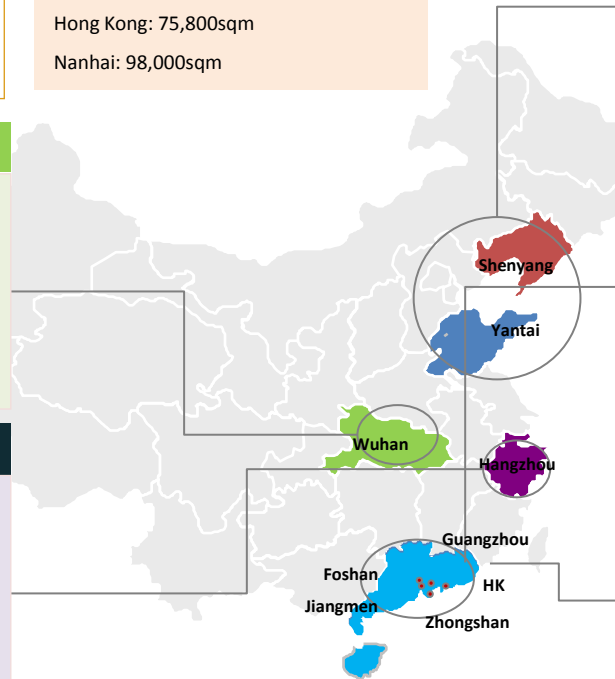 Hong Kong: 75,800sqm
Nanhai: 98,000sqm
Shenyang
Yantai
Wuhan
Hangzhou
Guangzhou
Foshan
HK
Jiangmen
Zhongshan